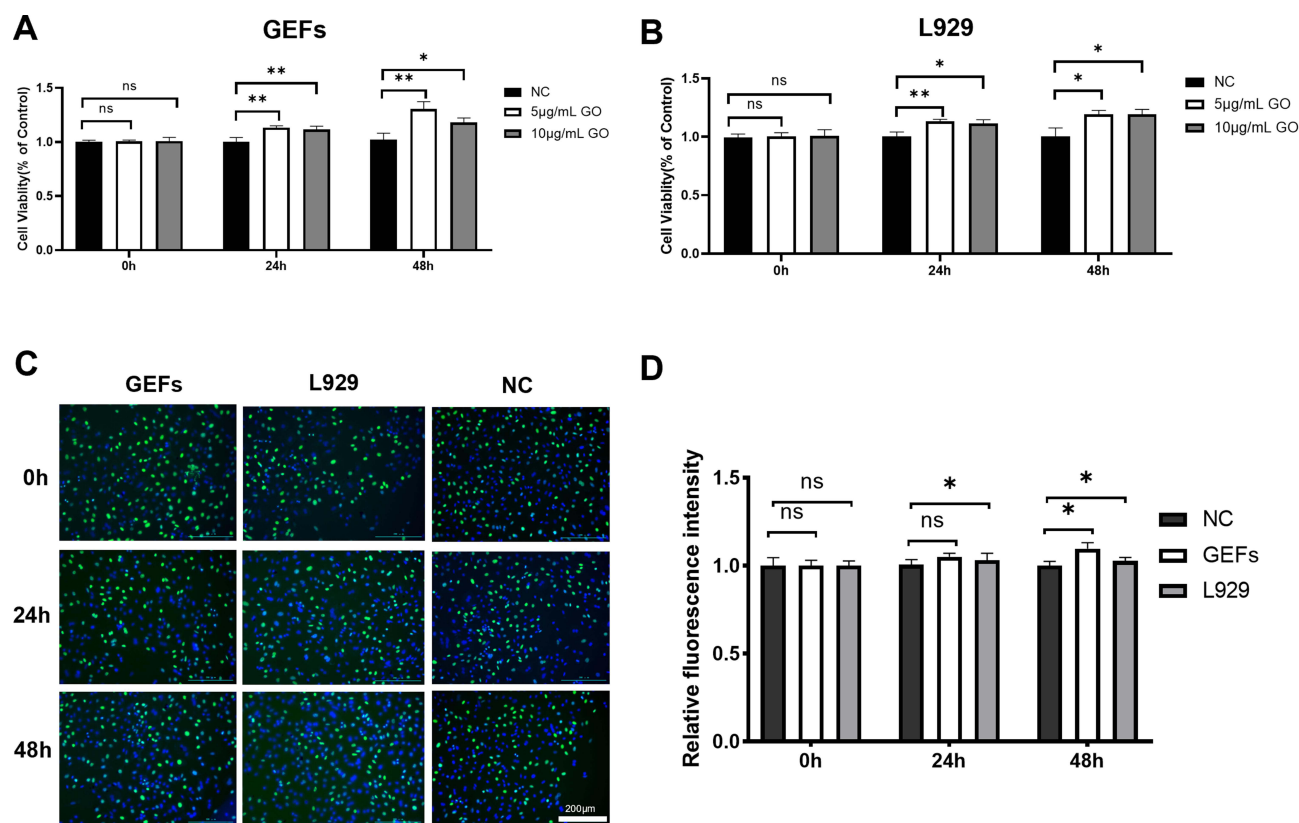 A
GEFs
Cell Viablity(% of Control)
1.5
1.0
0.5
0.0
ns
ns
**
**
**
*
0h
24h
48h
NC
5μg/mL GO
10μg/mL GO
B
L929
Cell Viablity(% of Control)
1.5
1.0
0.5
0.0
ns
ns
**
*
*
*
0h
24h
48h
NC
5μg/mL GO
10μg/mL GO
C
GEFs
L929
NC
0h
24h
48h
200μm
D
Relative fluorescence intensity
1.5
1.0
0.5
0.0
ns
ns
ns
*
*
*
0h
24h
48h
NC
GEFs
L929